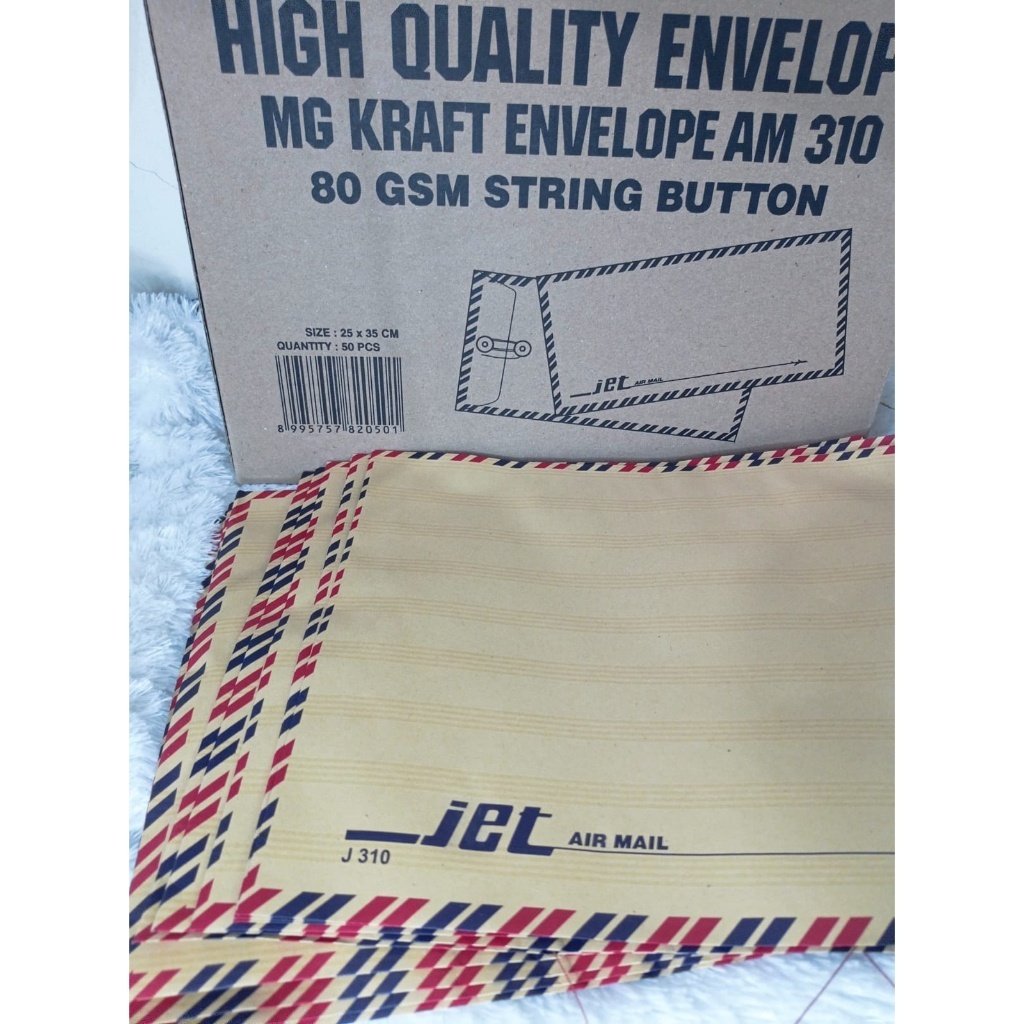 HIGH QUALITY ENVELOP
MG KRAFT ENVELOPE AM 310
80 GSM STRING BUTTON
SIZE : 25 x 35 CM
QUANTITY : 50 PCS
8 995757 820501
jet AIR MAIL
jet AIR MAIL
J 310